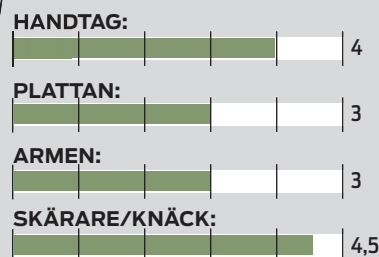 HANDTAG:
4
PLATTAN:
3
ARMEN:
3
SKÄRARE/KNÄCK:
4,5